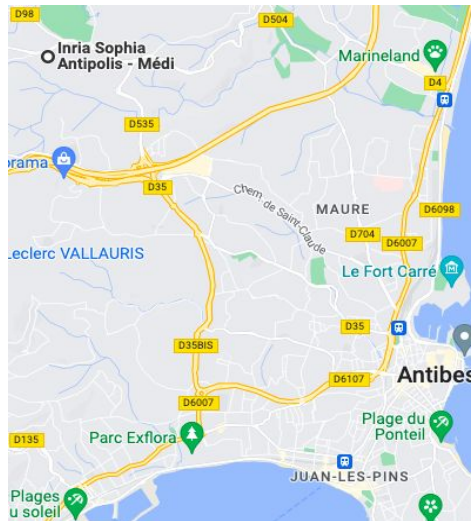 D98
D504
Inria Sophia
Antipolis - Médi
Marineland
D4
D535
orama
D35
Chem. de Saint-Claude
MAURE
D6098
D704
D6007
Leclerc VALLAURIS
Le Fort Carré
D35
D35BIS
Antibes
D6107
D6007
Plage du
Ponteil
D135
Parc Exflora
JUAN-LES-PINS
Plages
u soleil